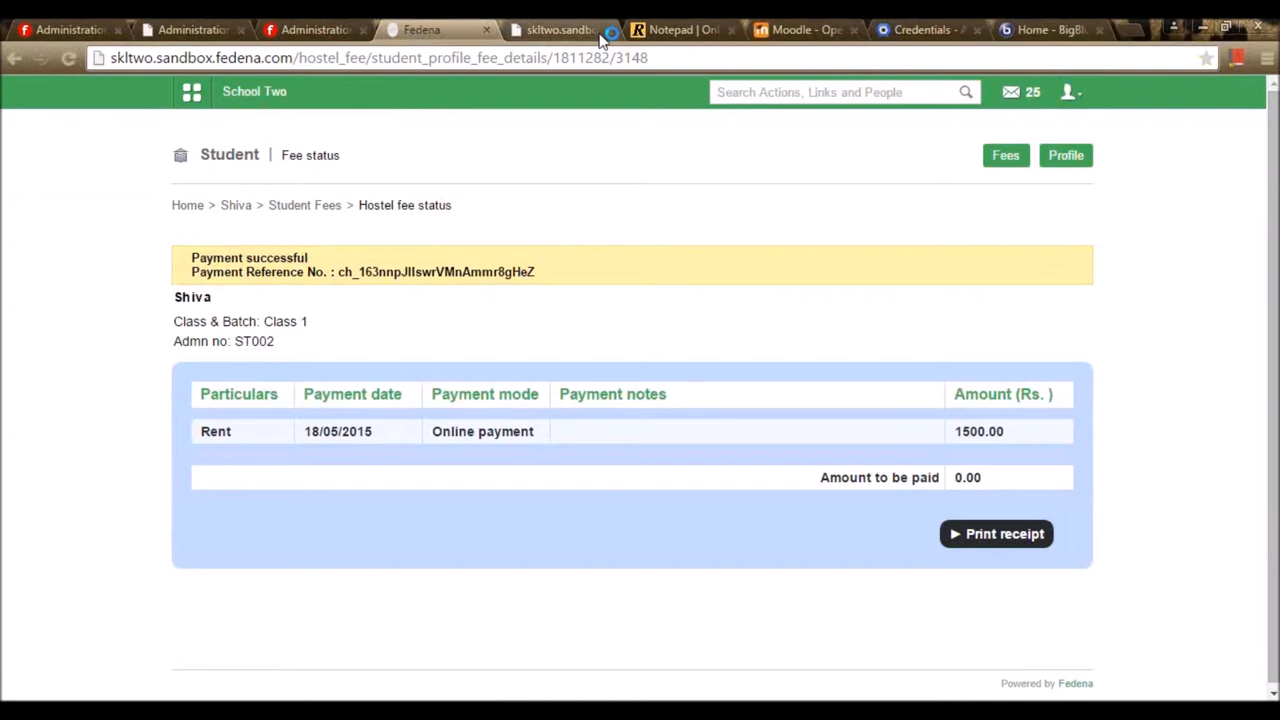 Administratio
Administration
Administratio
Fedena
skltwo.sandbo
Notepad | Onl
Moodle - Ope
Credentials - A
Home - BigBl
skltwo.sandbox.fedena.com/hostel_fee/student_profile_fee_details/1811282/3148
School Two
Search Actions, Links and People
25
Student | Fee status
Fees
Profile
Home > Shiva > Student Fees > Hostel fee status
Payment successful
Payment Reference No. : ch_163nnpJIlswrVMnAmmr8gHeZ
Shiva
Class & Batch: Class 1
Admn no: ST002
Particulars Payment date Payment mode Payment notes Amount (Rs. )
Rent 18/05/2015 Online payment 1500.00
Amount to be paid 0.00
Print receipt
Powered by Fedena